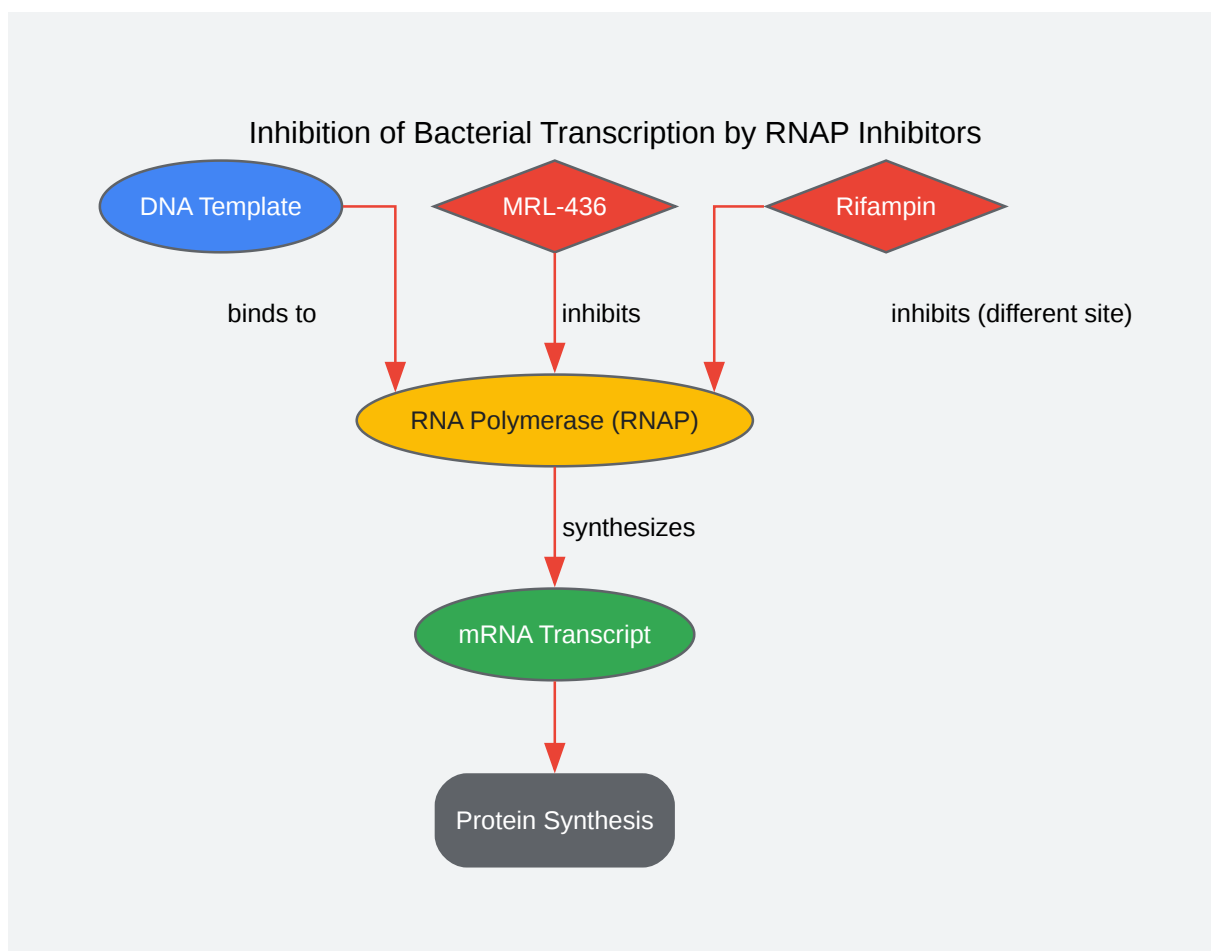 Inhibition of Bacterial Transcription by RNAP Inhibitors
DNA Template
MRL-436
Rifampin
binds to
inhibits
inhibits (different site)
RNA Polymerase (RNAP)
synthesizes
mRNA Transcript
Protein Synthesis